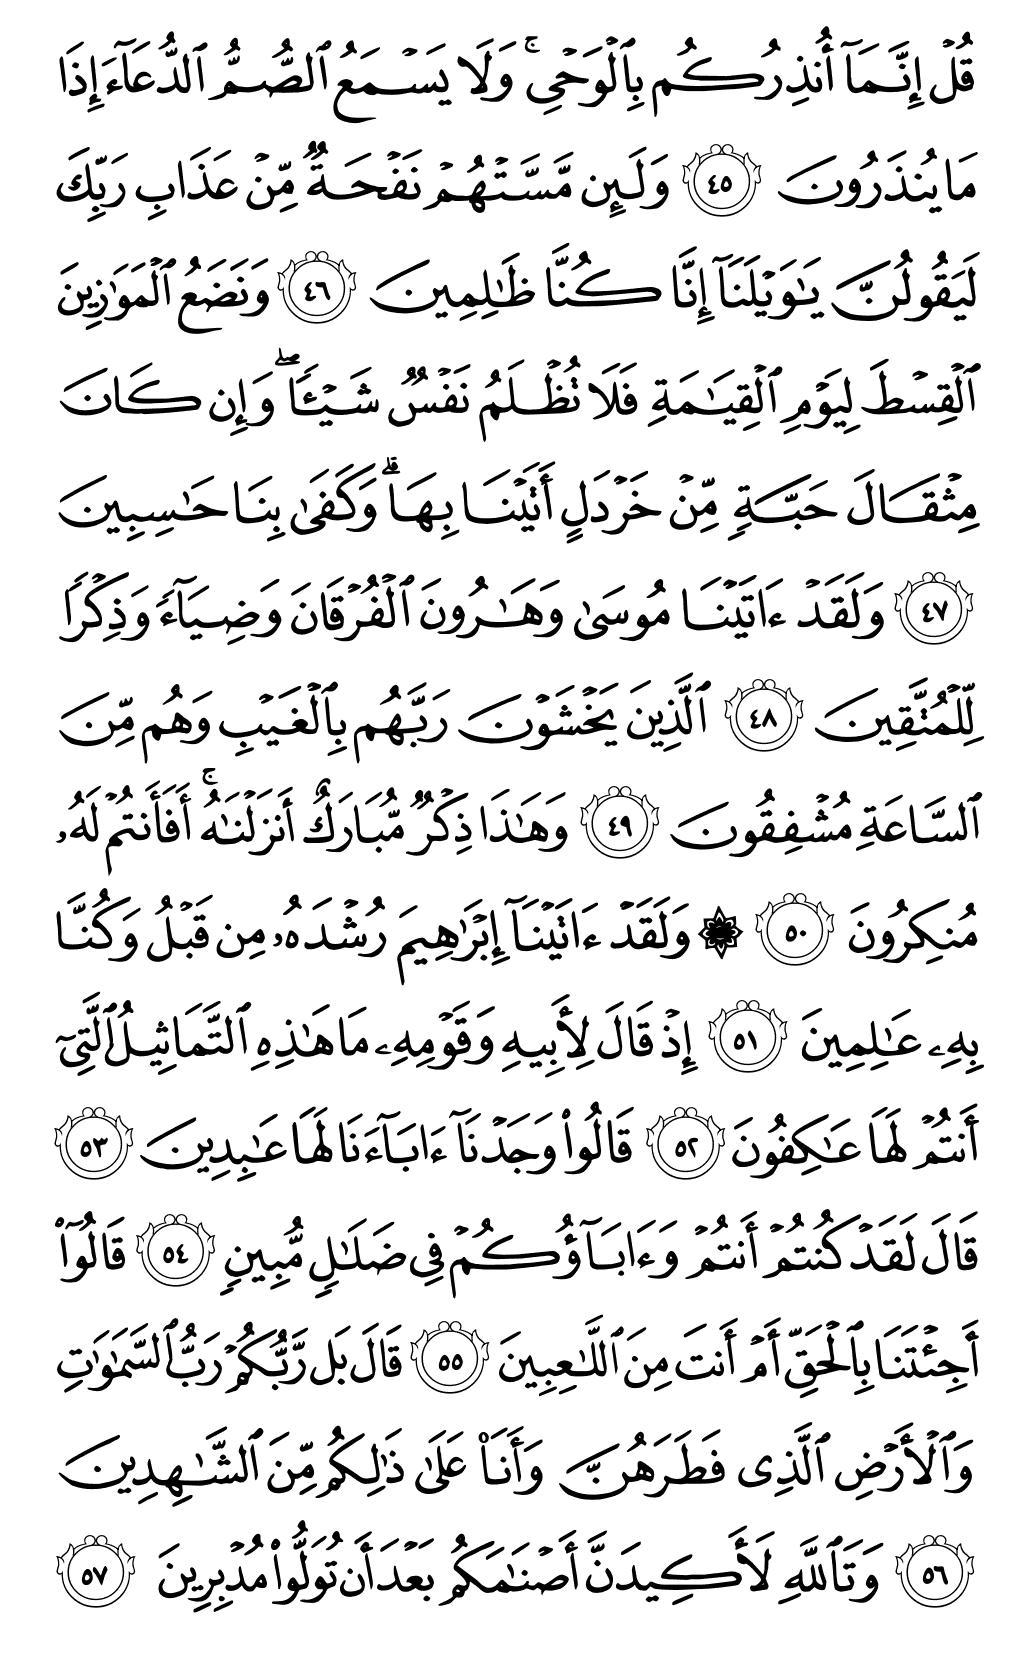 قُلۡ إِنَّمَآ أُنذِرُكُم بِٱلۡوَحۡيِۚ وَلَا يَسۡمَعُ ٱلصُّمُّ ٱلدُّعَآءَ إِذَا
مَا يُنذَرُونَ ٤٥ وَلَئِن مَّسَّتۡهُمۡ نَفۡحَةٌ مِّنۡ عَذَابِ رَبِّكَ
لَيَقُولُنَّ يَٰوَيۡلَنَآ إِنَّا كُنَّا ظَٰلِمِينَ ٤٦ وَنَضَعُ ٱلۡمَوَٰزِينَ
ٱلۡقِسۡطَ لِيَوۡمِ ٱلۡقِيَٰمَةِ فَلَا تُظۡلَمُ نَفۡسٌ شَيۡـًٔاۖ وَإِن كَانَ
مِثۡقَالَ حَبَّةٍ مِّنۡ خَرۡدَلٍ أَتَيۡنَا بِهَاۗ وَكَفَىٰ بِنَا حَٰسِبِينَ
٤٧ وَلَقَدۡ ءَاتَيۡنَا مُوسَىٰ وَهَٰرُونَ ٱلۡفُرۡقَانَ وَضِيَآءً وَذِكۡرًا
لِّلۡمُتَّقِينَ ٤٨ ٱلَّذِينَ يَخۡشَوۡنَ رَبَّهُم بِٱلۡغَيۡبِ وَهُم مِّنَ
ٱلسَّاعَةِ مُشۡفِقُونَ ٤٩ وَهَٰذَا ذِكۡرٌ مُّبَارَكٌ أَنزَلۡنَٰهُۚ أَفَأَنتُمۡ لَهُۥ
مُنكِرُونَ ٥٠ ۞ وَلَقَدۡ ءَاتَيۡنَآ إِبۡرَٰهِيمَ رُشۡدَهُۥ مِن قَبۡلُ وَكُنَّا
بِهِۦ عَٰلِمِينَ ٥١ إِذۡ قَالَ لِأَبِيهِ وَقَوۡمِهِۦ مَا هَٰذِهِ ٱلتَّمَاثِيلُ ٱلَّتِيٓ
أَنتُمۡ لَهَا عَٰكِفُونَ ٥٢ قَالُواْ وَجَدۡنَآ ءَابَآءَنَا لَهَا عَٰبِدِينَ ٥٣
قَالَ لَقَدۡ كُنتُمۡ أَنتُمۡ وَءَابَآؤُكُمۡ فِي ضَلَٰلٍ مُّبِينٍ ٥٤ قَالُوٓاْ
أَجِئۡتَنَا بِٱلۡحَقِّ أَمۡ أَنتَ مِنَ ٱللَّٰعِبِينَ ٥٥ قَالَ بَل رَّبُّكُمۡ رَبُّ ٱلسَّمَٰوَٰتِ
وَٱلۡأَرۡضِ ٱلَّذِي فَطَرَهُنَّ وَأَنَا۠ عَلَىٰ ذَٰلِكُم مِّنَ ٱلشَّٰهِدِينَ
٥٦ وَتَٱللَّهِ لَأَكِيدَنَّ أَصۡنَٰمَكُم بَعۡدَ أَن تُوَلُّواْ مُدۡبِرِينَ ٥٧